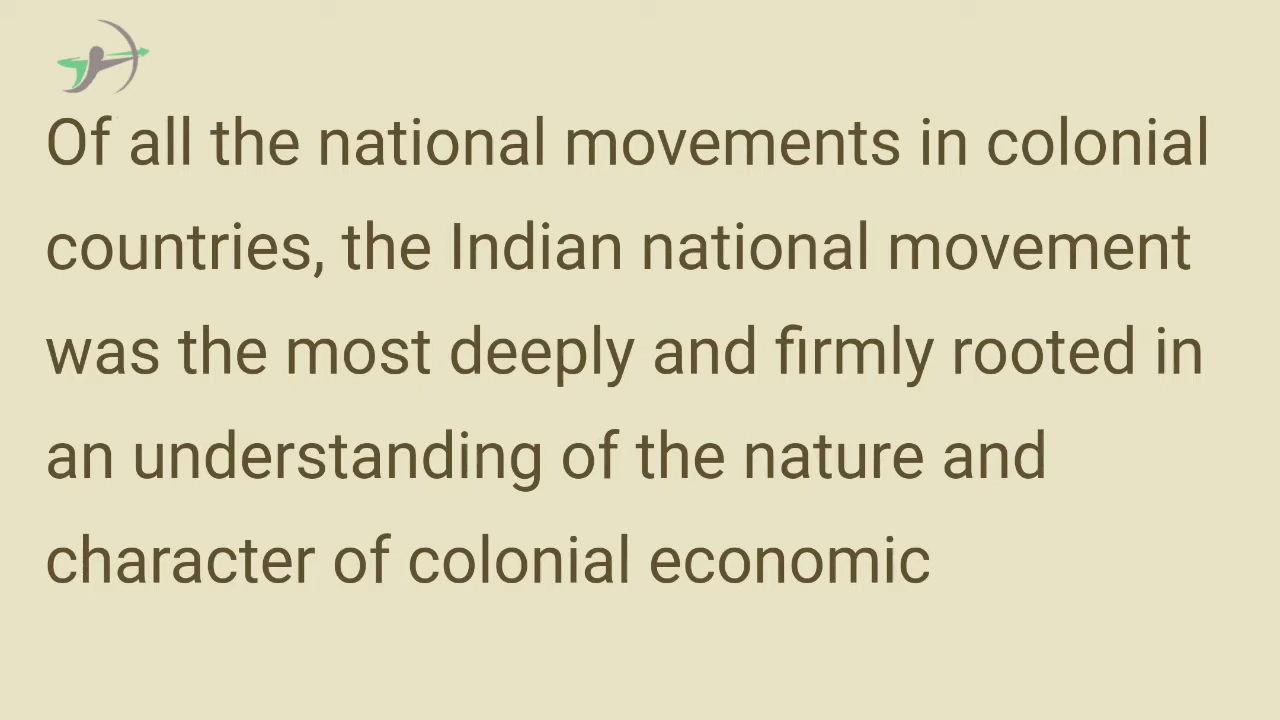 Of all the national movements in colonial
countries, the Indian national movement
was the most deeply and firmly rooted in
an understanding of the nature and
character of colonial economic